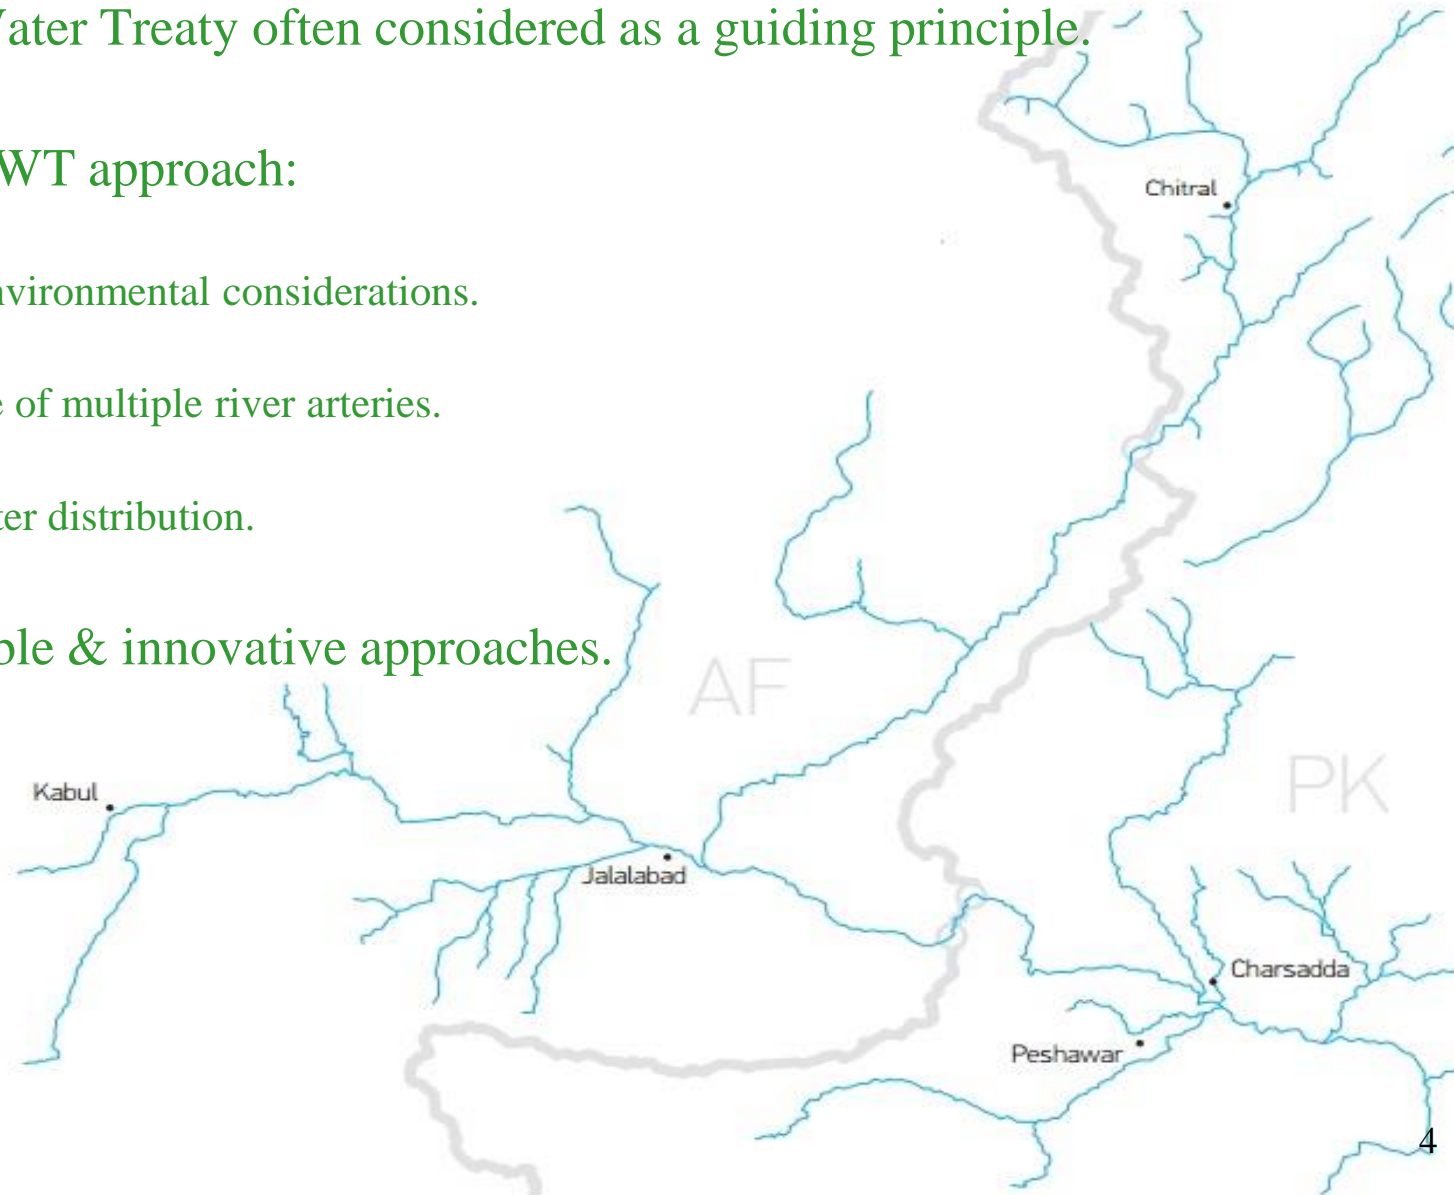 Water Treaty often considered as a guiding principle.
WT approach:
nvironmental considerations.
e of multiple river arteries.
ter distribution.
ble & innovative approaches.
Chitral
AF
PK
Kabul
Jalalabad
Charsadda
Peshawar
4